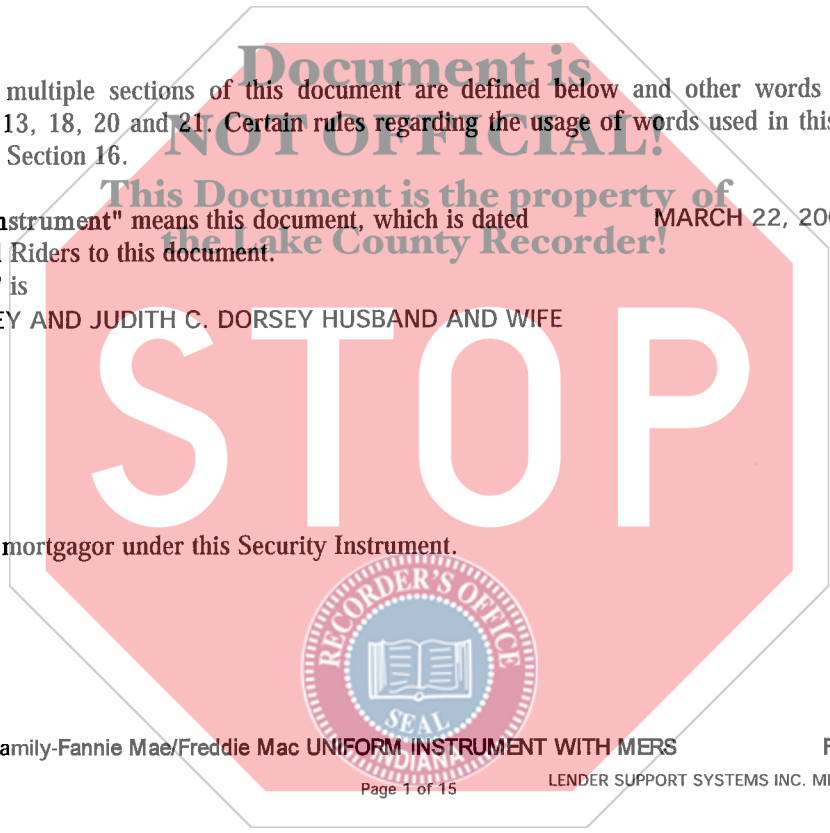 Document is
multiple sections of this document are defined below and other words
13, 18, 20 and 21. Certain rules regarding the usage of words used in this
NOT OFFICIAL!
Section 16.
This Document is the property of
nstrument" means this document, which is dated MARCH 22, 200
the Lake County Recorder!
Riders to this document.
" is
EY AND JUDITH C. DORSEY HUSBAND AND WIFE
STOP
mortgagor under this Security Instrument.
RECORDER'S OFFICE
SEAL
INDIANA
amily-Fannie Mae/Freddie Mac UNIFORM INSTRUMENT WITH MERS
LENDER SUPPORT SYSTEMS INC.
Page 1 of 15